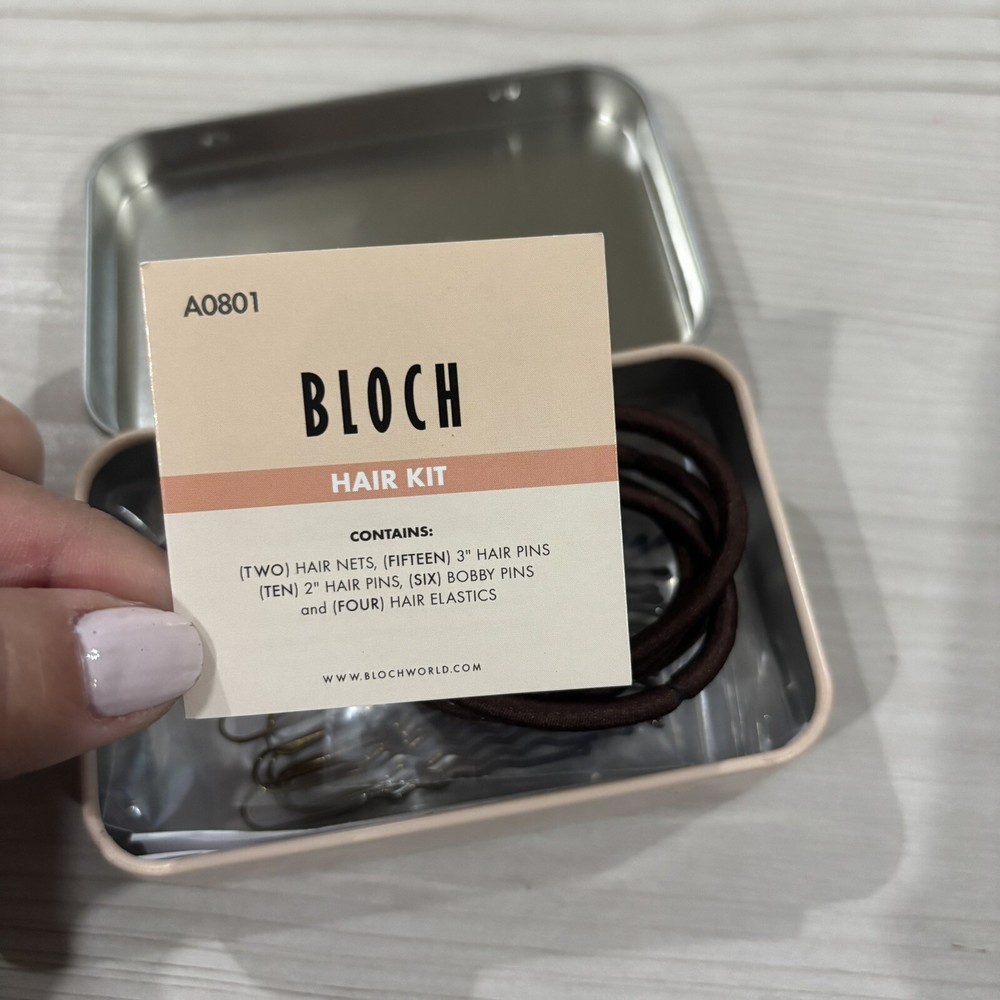 A0801
BLOCH
HAIR KIT
CONTAINS:
(TWO) HAIR NETS, (FIFTEEN) 3" HAIR PINS
(TEN) 2" HAIR PINS, (SIX) BOBBY PINS
and (FOUR) HAIR ELASTICS
WWW.BLOCHWORLD.COM